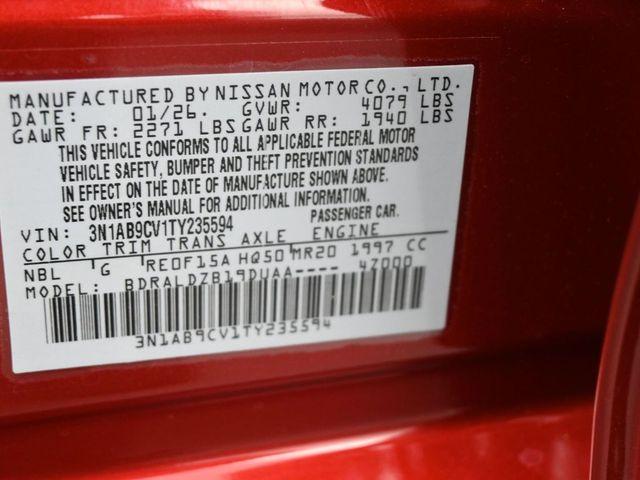 MANUFACTURED BY NISSAN MOTOR CO., LTD.
DATE: 01/26. GVWR: 4079 LBS
GAWR FR: 2271 LBS GAWR RR: 1940 LBS
THIS VEHICLE CONFORMS TO ALL APPLICABLE FEDERAL MOTOR
VEHICLE SAFETY, BUMPER AND THEFT PREVENTION STANDARDS
IN EFFECT ON THE DATE OF MANUFACTURE SHOWN ABOVE.
SEE OWNER'S MANUAL FOR ADDITIONAL INFORMATION.
VIN: 3N1AB9CV1TY235594 PASSENGER CAR.
COLOR TRIM TRANS AXLE ENGINE
NBL G RE0F15A HQ50 MR20 1997 CC
MODEL: BDRALDZB19DUAA---- 47000
3N1AB9CV1TY235594